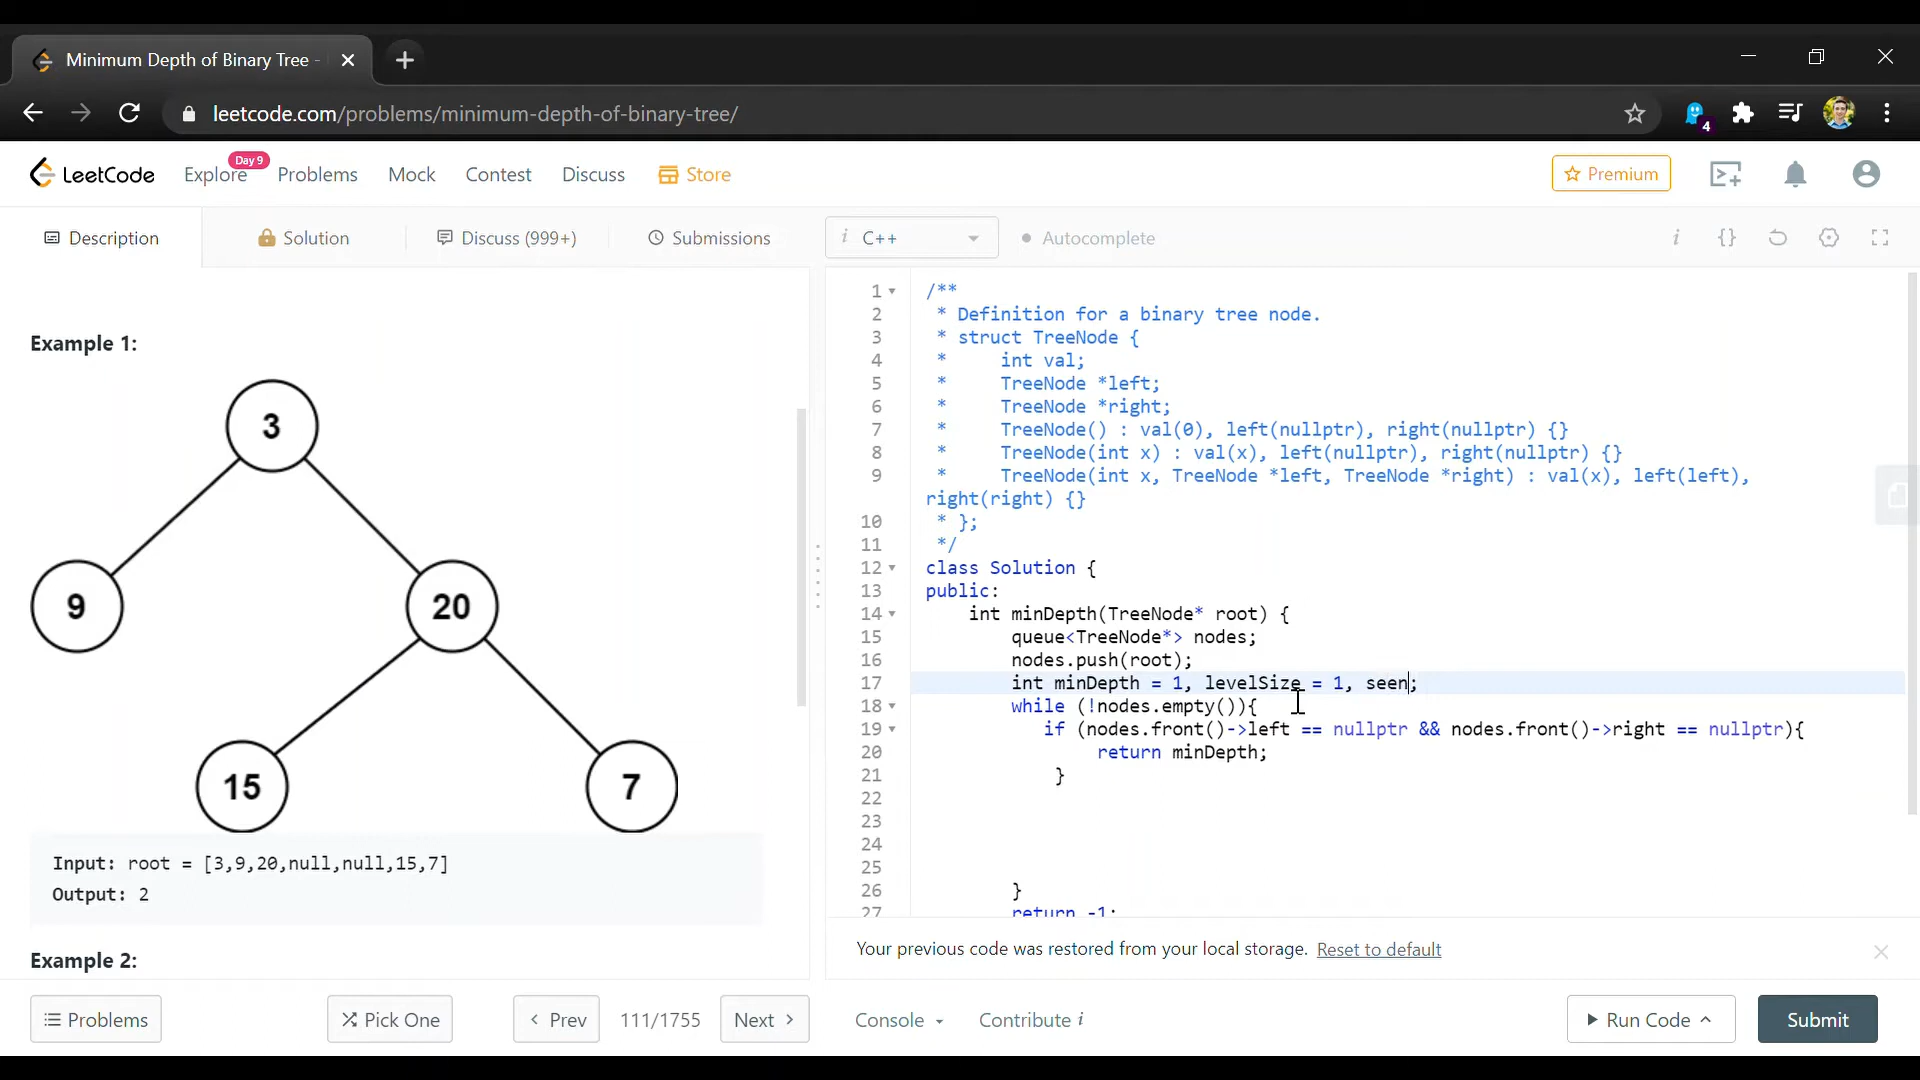 Minimum Depth of Binary Tree -
leetcode.com/problems/minimum-depth-of-binary-tree/
4
LeetCode
Explore
Day 9
Problems
Mock
Contest
Discuss
Store
Premium
Description
Solution
Discuss (999+)
Submissions
i C++
Autocomplete
i {}
Example 1:
3
9
20
15
7
Input: root = [3,9,20,null,null,15,7]
Output: 2
Example 2:
1 /**
2 * Definition for a binary tree node.
3 * struct TreeNode {
4 *     int val;
5 *     TreeNode *left;
6 *     TreeNode *right;
7 *     TreeNode() : val(0), left(nullptr), right(nullptr) {}
8 *     TreeNode(int x) : val(x), left(nullptr), right(nullptr) {}
9 *     TreeNode(int x, TreeNode *left, TreeNode *right) : val(x), left(left),
right(right) {}
10 * };
11 */
12 class Solution {
13 public:
14     int minDepth(TreeNode* root) {
15         queue<TreeNode*> nodes;
16         nodes.push(root);
17         int minDepth = 1, levelSize = 1, seen;
18         while (!nodes.empty()){
19            if (nodes.front()->left == nullptr && nodes.front()->right == nullptr){
20                 return minDepth;
21             }
22
23
24
25
26         }
27         return -1;
Your previous code was restored from your local storage. Reset to default
Problems
Pick One
Prev
111/1755
Next
Console
Contribute i
Run Code
Submit